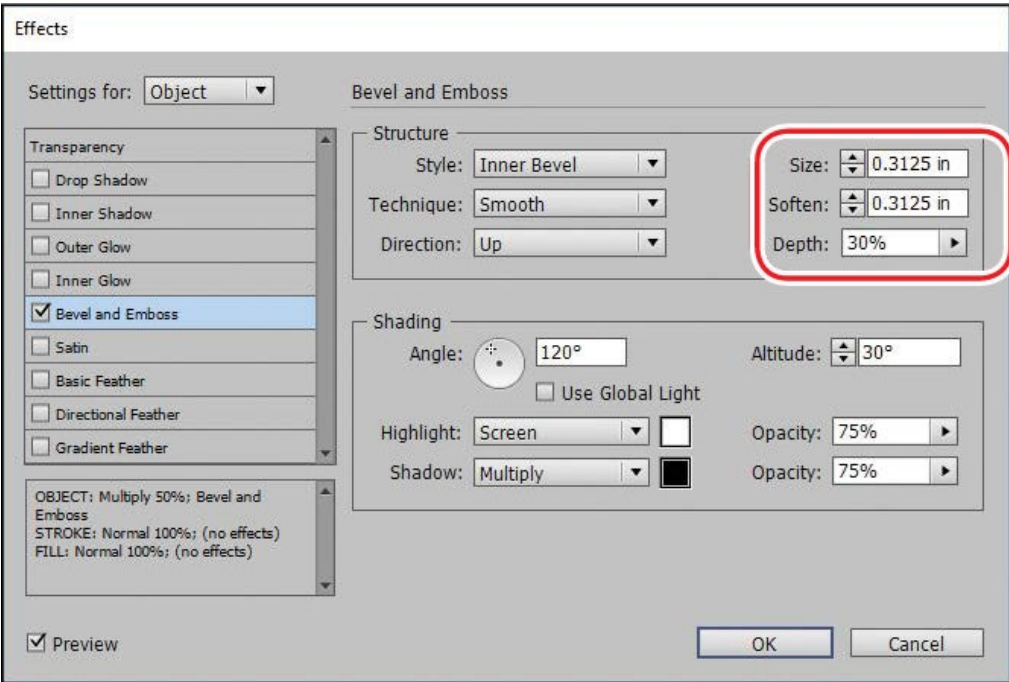 Effects
Settings for: Object
Transparency
Drop Shadow
Inner Shadow
Outer Glow
Inner Glow
Bevel and Emboss
Satin
Basic Feather
Directional Feather
Gradient Feather
OBJECT: Multiply 50%; Bevel and
Emboss
STROKE: Normal 100%; (no effects)
FILL: Normal 100%; (no effects)
Preview
Bevel and Emboss
Structure
Style: Inner Bevel
Technique: Smooth
Direction: Up
Size: 0.3125 in
Soften: 0.3125 in
Depth: 30%
Shading
Angle: 120°
Altitude: 30°
Use Global Light
Highlight: Screen
Opacity: 75%
Shadow: Multiply
Opacity: 75%
OK
Cancel